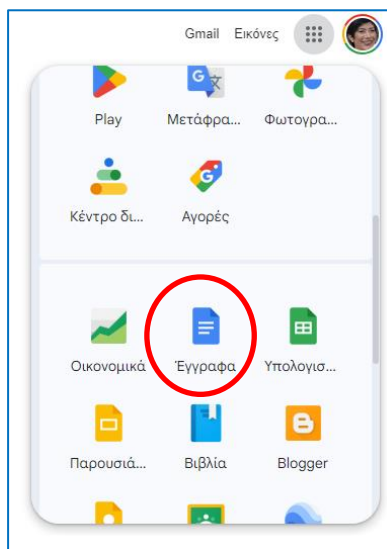 Gmail Εικόνες
Play Μετάφρα... Φωτογρα...
Κέντρο δι... Αγορές
Οικονομικά Έγγραφα Υπολογισ...
Παρουσιά... Βιβλία Blogger